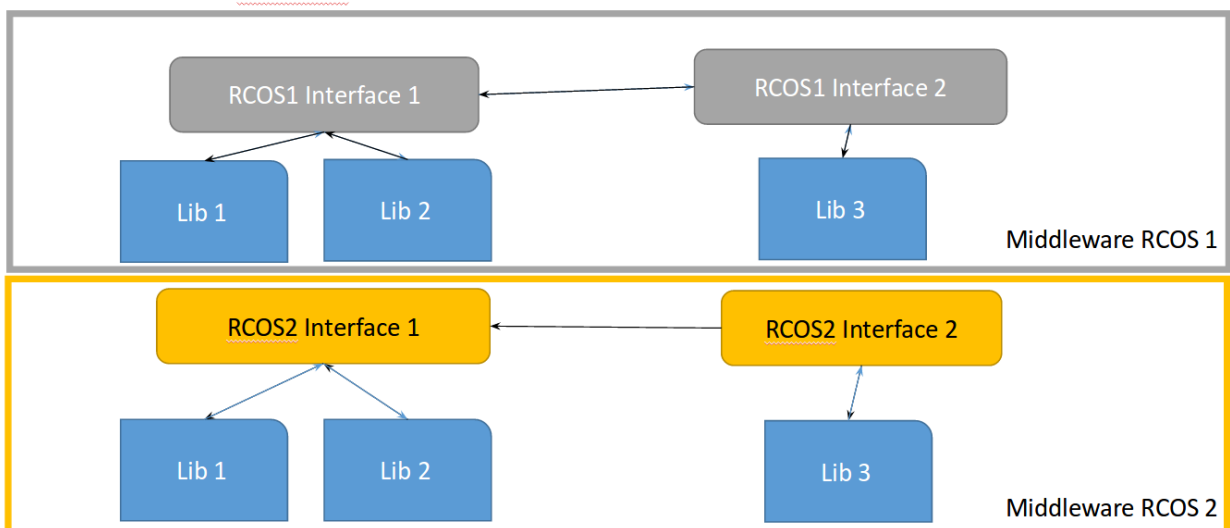 RCOS1 Interface 1
RCOS1 Interface 2
Lib 1
Lib 2
Lib 3
Middleware RCOS 1
RCOS2 Interface 1
RCOS2 Interface 2
Lib 1
Lib 2
Lib 3
Middleware RCOS 2